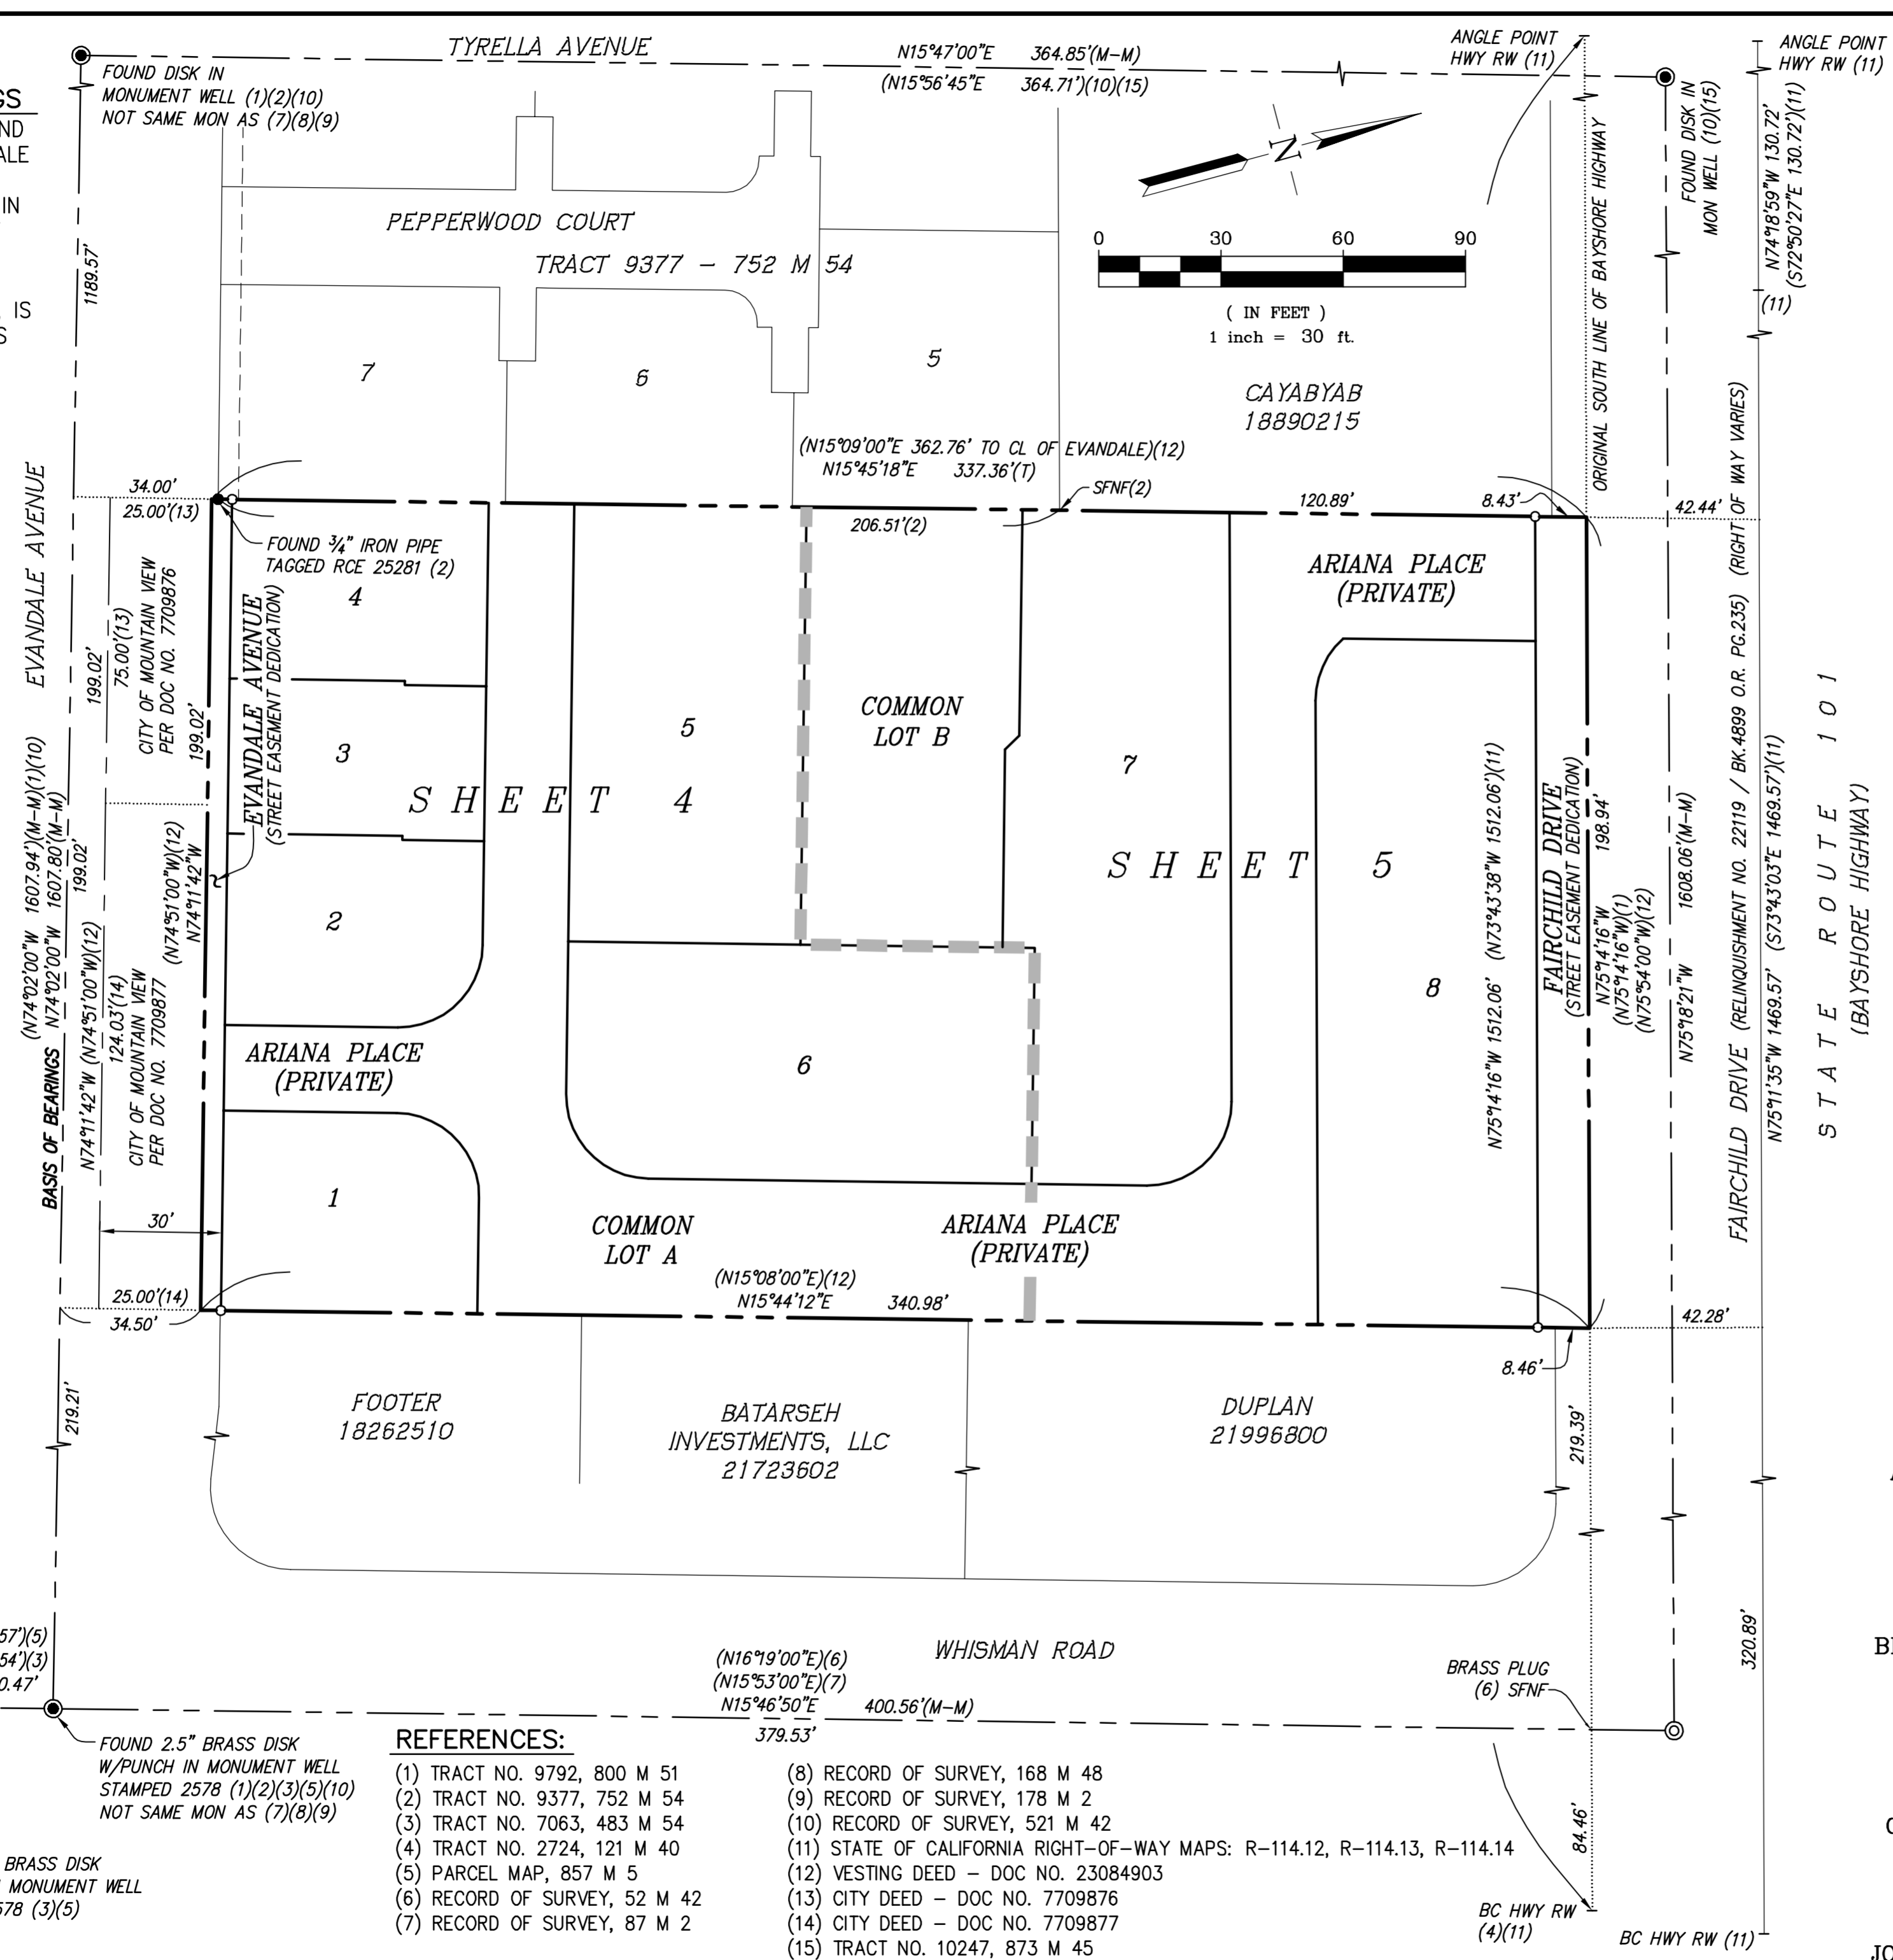 TYRELLA AVENUE
N15°47'00"E 364.85'(M-M)
(N15°56'45"E 364.71')(10)(15)
ANGLE POINT
HWY RW (11)
ANGLE POINT
HWY RW (11)
GS
ND
ALE
IN
IS
S
FOUND DISK IN
MONUMENT WELL (1)(2)(10)
NOT SAME MON AS (7)(8)(9)
FOUND DISK IN
MON WELL (10)(15)
N74°18'59"W 130.72'
(S72°50'27"E 130.72')(11)
(11)
1189.57'
PEPPERWOOD COURT
TRACT 9377 - 752 M 54
N
0 30 60 90
( IN FEET )
1 inch = 30 ft.
ORIGINAL SOUTH LINE OF BAYSHORE HIGHWAY
7
6
5
CAYABYAB
18890215
(N15°09'00"E 362.76' TO CL OF EVANDALE)(12)
N15°45'18"E 337.36'(T)
SFNF(2)
34.00'
25.00'(13)
206.51'(2)
120.89'
8.43'
42.44'
FOUND ¾" IRON PIPE
TAGGED RCE 25281 (2)
EVANDALE AVENUE
199.02'
75.00'(13)
CITY OF MOUNTAIN VIEW
PER DOC NO. 7709876
199.02'
EVANDALE AVENUE
(STREET EASEMENT DEDICATION)
4
ARIANA PLACE
(PRIVATE)
3
5
COMMON
LOT B
7
SHEET 4
SHEET 5
2
8
6
(N74°02'00"W 1607.94')(M-M)(1)(10)
BASIS OF BEARINGS N74°02'00"W 1607.80'(M-M)
199.02'
N74°11'42"W (N74°51'00"W)(12)
124.03'(14)
CITY OF MOUNTAIN VIEW
PER DOC NO. 7709877
(N74°51'00"W)(12)
N74°11'42"W
ARIANA PLACE
(PRIVATE)
1
30'
COMMON
LOT A
ARIANA PLACE
(PRIVATE)
N75°14'16"W 1512.06' (N73°43'38"W 1512.06')(11)
FAIRCHILD DRIVE
(STREET EASEMENT DEDICATION)
198.94'
N75°14'16"W
(N75°14'16"W)(1)
(N75°54'00"W)(12)
N75°18'21"W 1608.06'(M-M)
FAIRCHILD DRIVE (RELINQUISHMENT NO. 22119 / BK.4899 O.R. PG.235) (RIGHT OF WAY VARIES)
N75°11'35"W 1469.57' (S73°43'03"E 1469.57')(11)
STATE ROUTE 101
(BAYSHORE HIGHWAY)
(N15°08'00"E)(12)
N15°44'12"E 340.98'
25.00'(14)
34.50'
42.28'
8.46'
219.21'
FOOTER
18262510
BATARSEH
INVESTMENTS, LLC
21723602
DUPLAN
21996800
219.39'
320.89'
57')(5)
54')(3)
0.47'
(N16°19'00"E)(6)
(N15°53'00"E)(7)
N15°46'50"E 400.56'(M-M)
379.53'
WHISMAN ROAD
BRASS PLUG
(6) SFNF
84.46'
FOUND 2.5" BRASS DISK
W/PUNCH IN MONUMENT WELL
STAMPED 2578 (1)(2)(3)(5)(10)
NOT SAME MON AS (7)(8)(9)
BRASS DISK
MONUMENT WELL
578 (3)(5)
REFERENCES:
(1) TRACT NO. 9792, 800 M 51
(2) TRACT NO. 9377, 752 M 54
(3) TRACT NO. 7063, 483 M 54
(4) TRACT NO. 2724, 121 M 40
(5) PARCEL MAP, 857 M 5
(6) RECORD OF SURVEY, 52 M 42
(7) RECORD OF SURVEY, 87 M 2
(8) RECORD OF SURVEY, 168 M 48
(9) RECORD OF SURVEY, 178 M 2
(10) RECORD OF SURVEY, 521 M 42
(11) STATE OF CALIFORNIA RIGHT-OF-WAY MAPS: R-114.12, R-114.13, R-114.14
(12) VESTING DEED - DOC NO. 23084903
(13) CITY DEED - DOC NO. 7709876
(14) CITY DEED - DOC NO. 7709877
(15) TRACT NO. 10247, 873 M 45
BC HWY RW
(4)(11)
BC HWY RW (11)